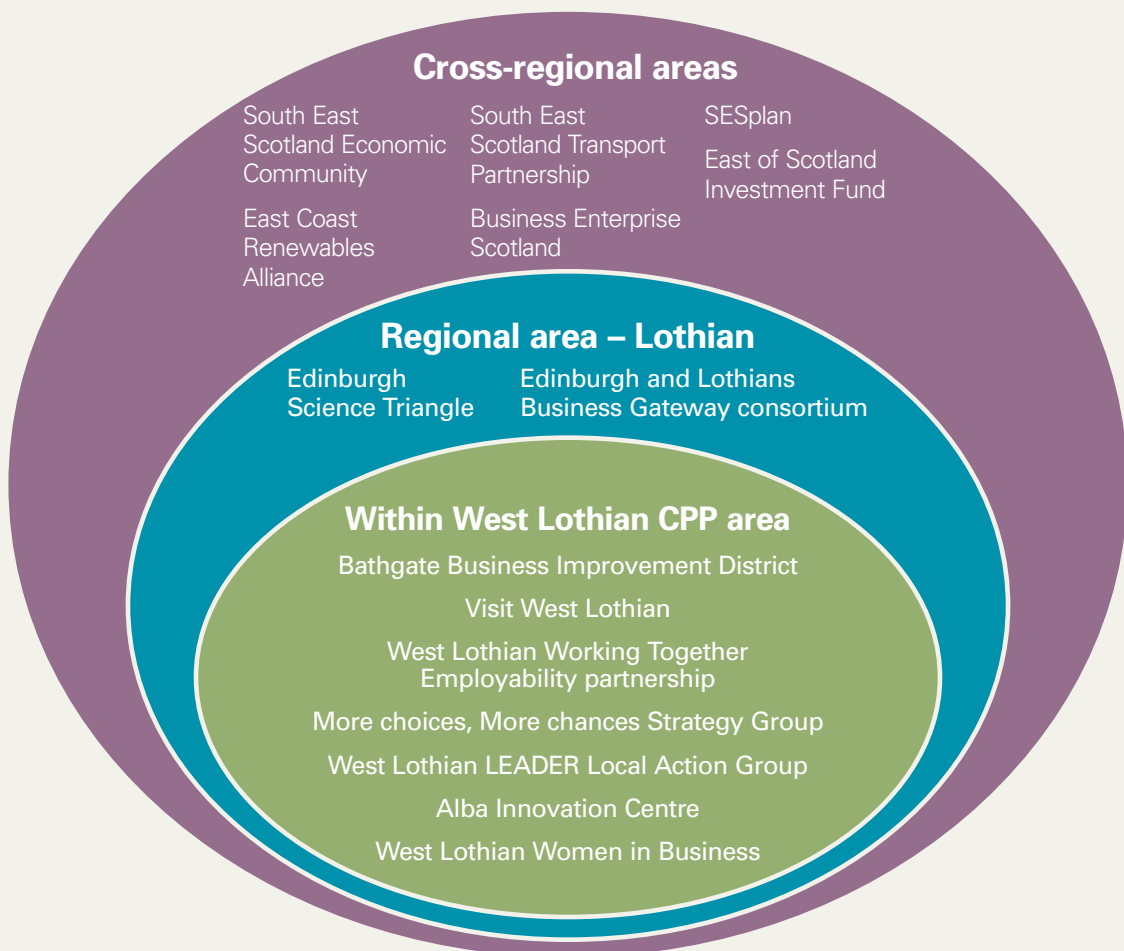 Cross-regional areas
South East
Scotland Economic
Community
East Coast
Renewables
Alliance
South East
Scotland Transport
Partnership
Business Enterprise
Scotland
SESplan
East of Scotland
Investment Fund
Regional area – Lothian
Edinburgh
Science Triangle
Edinburgh and Lothians
Business Gateway consortium
Within West Lothian CPP area
Bathgate Business Improvement District
Visit West Lothian
West Lothian Working Together
Employability partnership
More choices, More chances Strategy Group
West Lothian LEADER Local Action Group
Alba Innovation Centre
West Lothian Women in Business